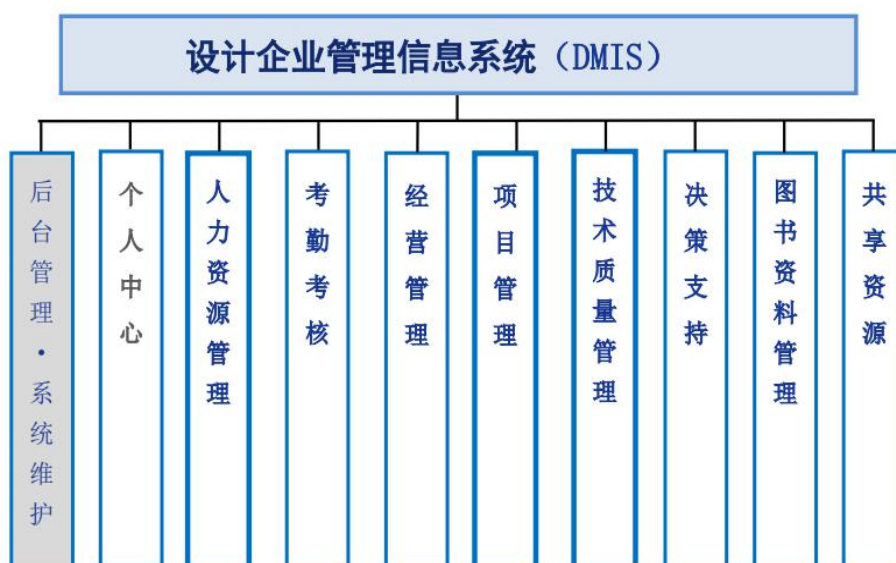 设计企业管理信息系统（DMIS）
后台管理·系统维护
个人中心
人力资源管理
考勤考核
经营管理
项目管理
技术质量管理
决策支持
图书资料管理
共享资源